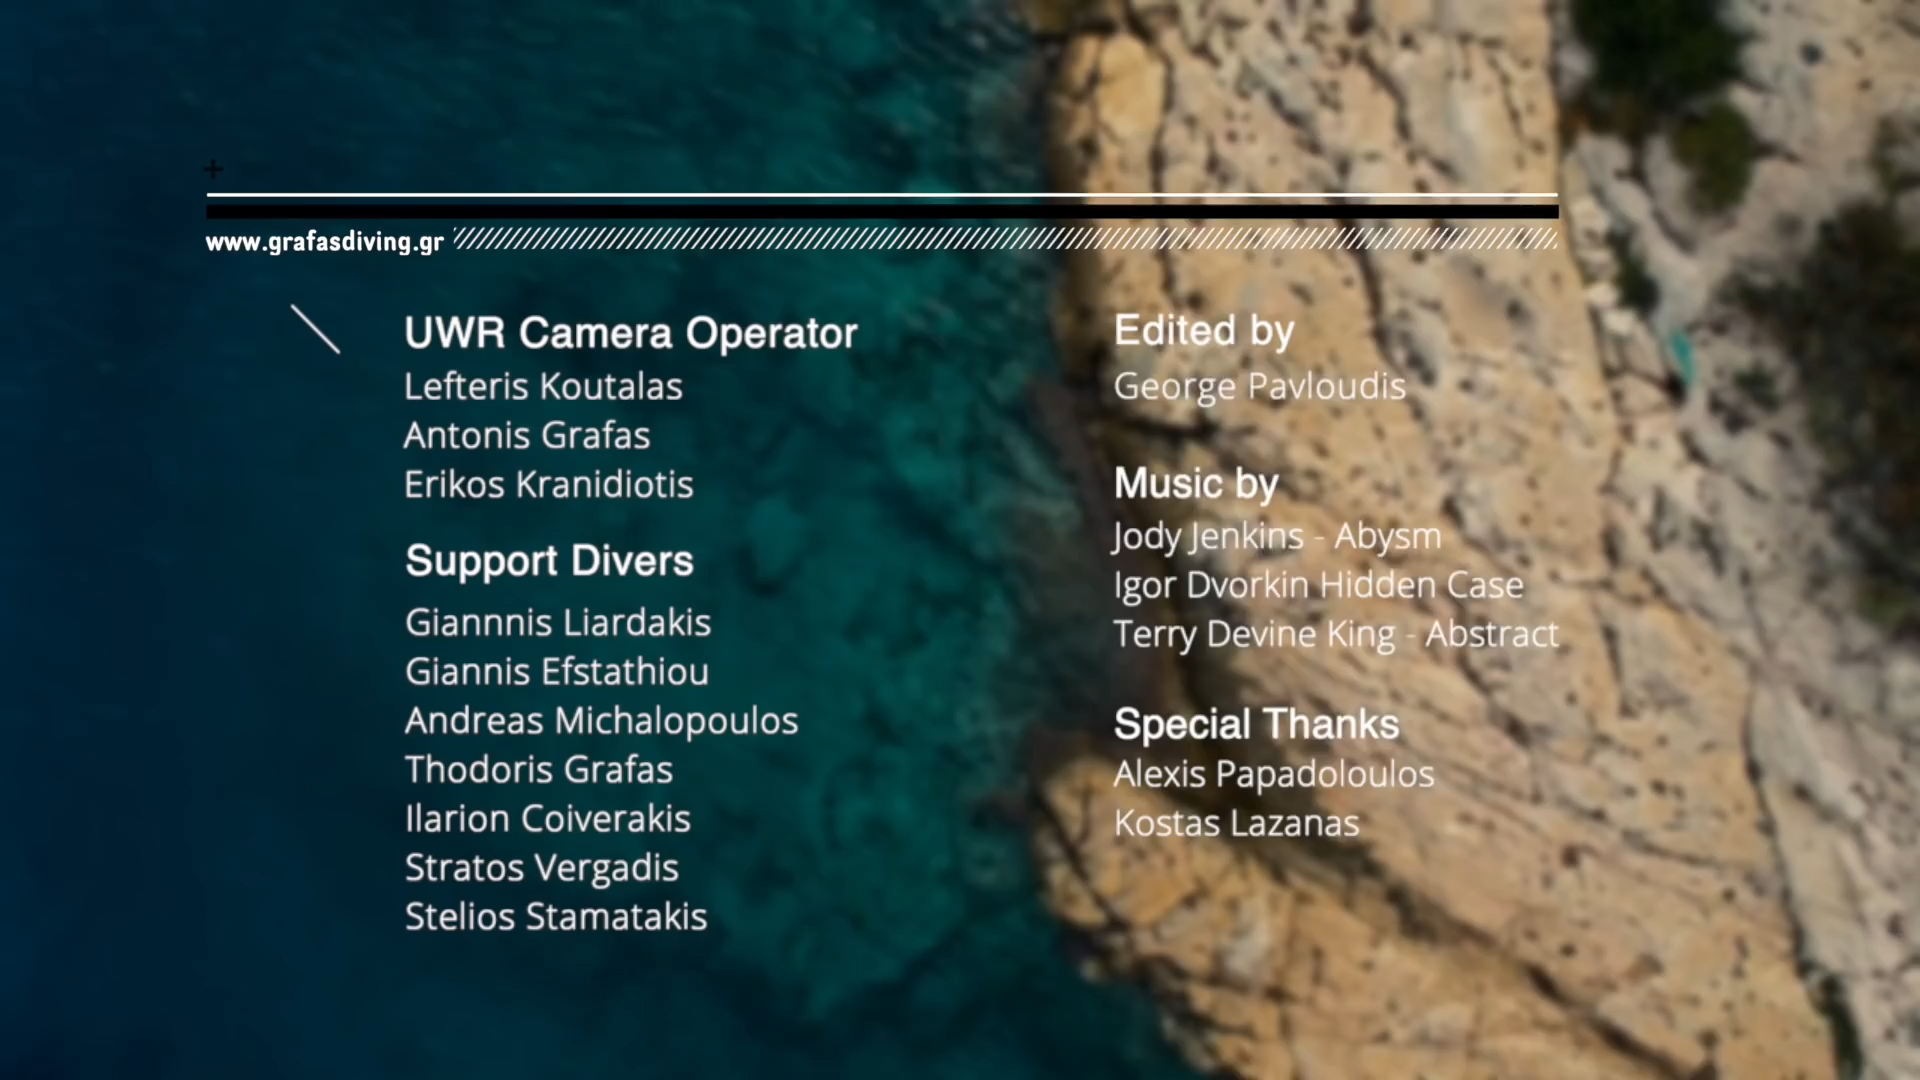 www.grafasdiving.gr
UWR Camera Operator
Lefteris Koutalas
Antonis Grafas
Erikos Kranidiotis
Support Divers
Giannnis Liardakis
Giannis Efstathiou
Andreas Michalopoulos
Thodoris Grafas
Ilarion Coiverakis
Stratos Vergadis
Stelios Stamatakis
Edited by
George Pavloudis
Music by
Jody Jenkins - Abysm
Igor Dvorkin Hidden Case
Terry Devine King - Abstract
Special Thanks
Alexis Papadoloulos
Kostas Lazanas